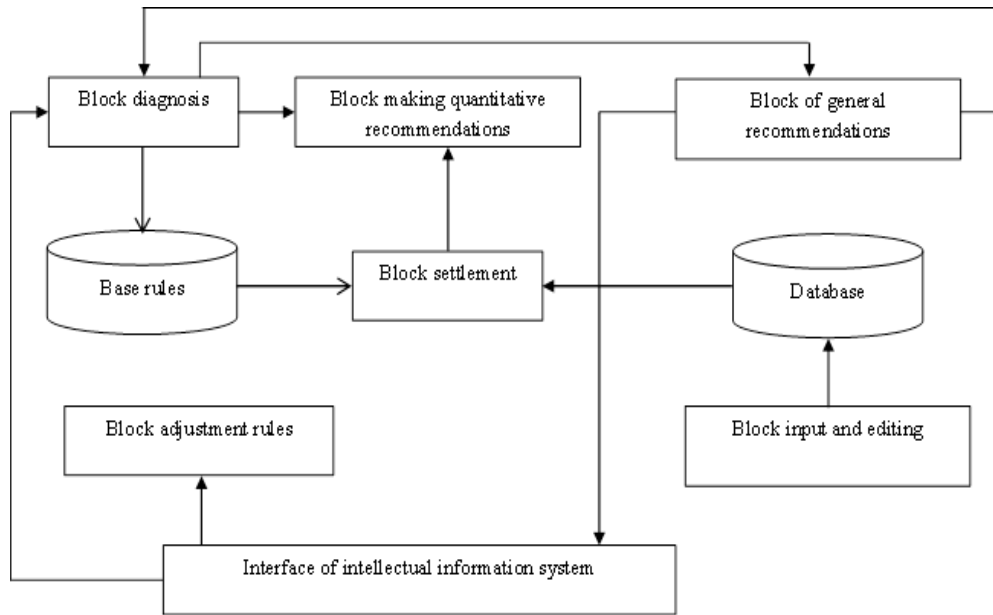 Block diagnosis
Block making quantitative
recommendations
Block of general
recommendations
Base rules
Block settlement
Database
Block adjustment rules
Block input and editing
Interface of intellectual information system